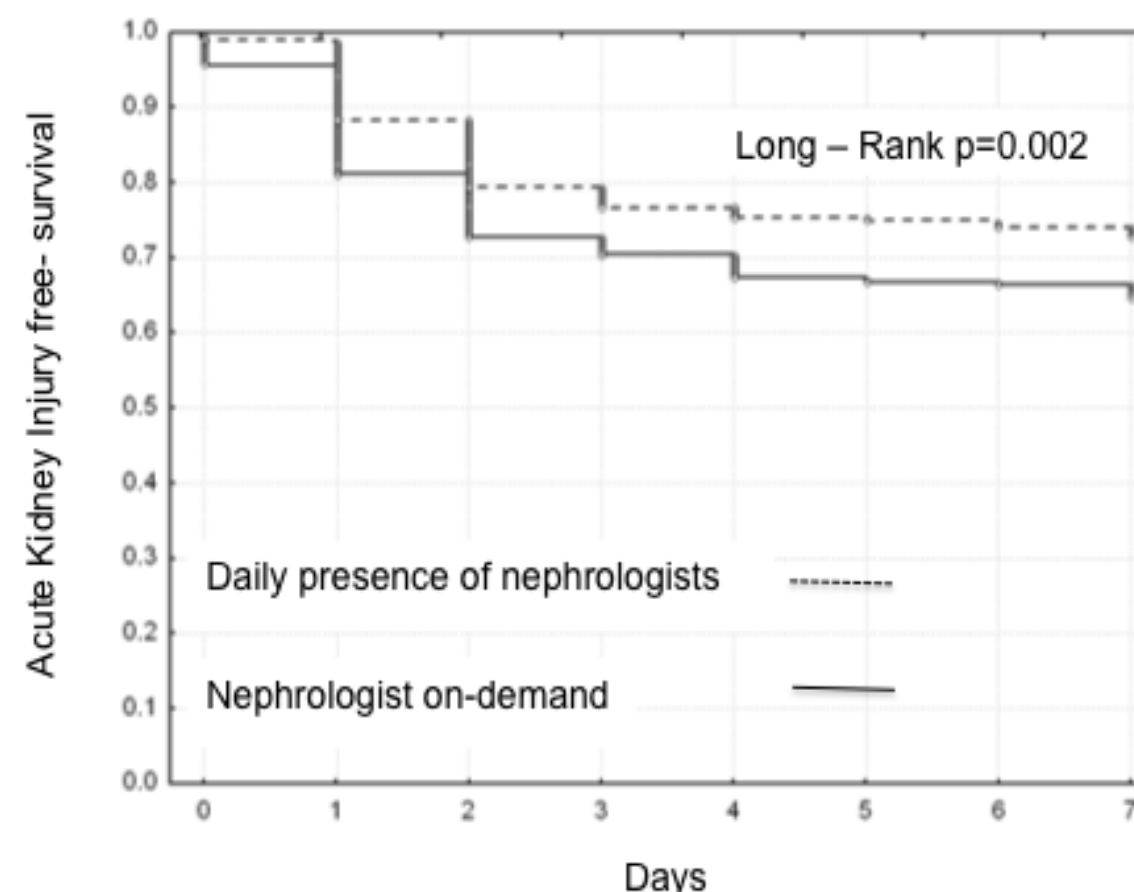 Acute Kidney Injury free- survival
1.0
0.9
0.8
0.7
0.6
0.5
0.4
0.3
0.2
0.1
0.0
Long – Rank p=0.002
Daily presence of nephrologists
Nephrologist on-demand
0 1 2 3 4 5 6 7
Days